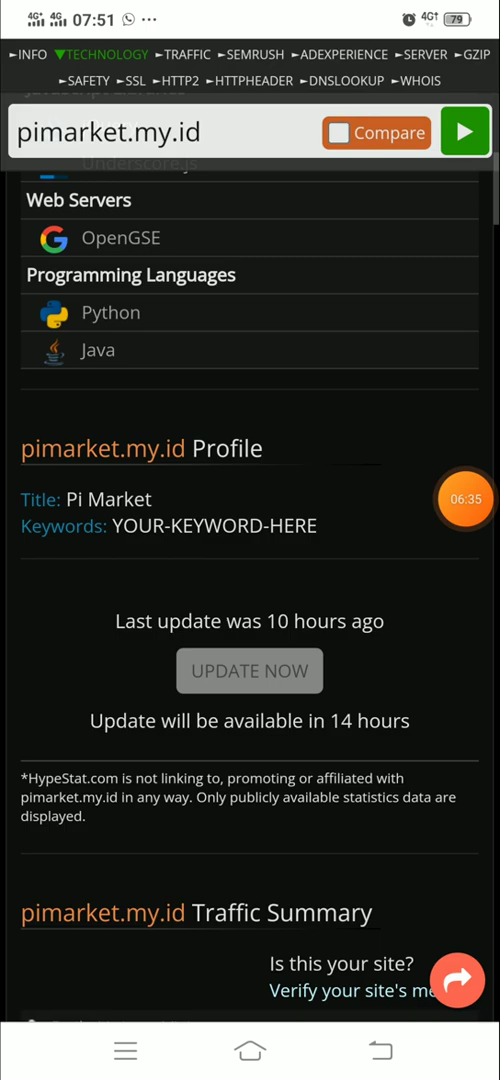 4G 4G 07:51 ... 4G 79
►INFO ▼TECHNOLOGY ►TRAFFIC ►SEMRUSH ►ADEXPERIENCE ►SERVER ►GZIP
►SAFETY ►SSL ►HTTP2 ►HTTPHEADER ►DNSLOOKUP ►WHOIS
pimarket.my.id Compare
Underscore.js
Web Servers
OpenGSE
Programming Languages
Python
Java
pimarket.my.id Profile
Title: Pi Market
06:35
Keywords: YOUR-KEYWORD-HERE
Last update was 10 hours ago
UPDATE NOW
Update will be available in 14 hours
*HypeStat.com is not linking to, promoting or affiliated with
pimarket.my.id in any way. Only publicly available statistics data are
displayed.
pimarket.my.id Traffic Summary
Is this your site?
Verify your site's me